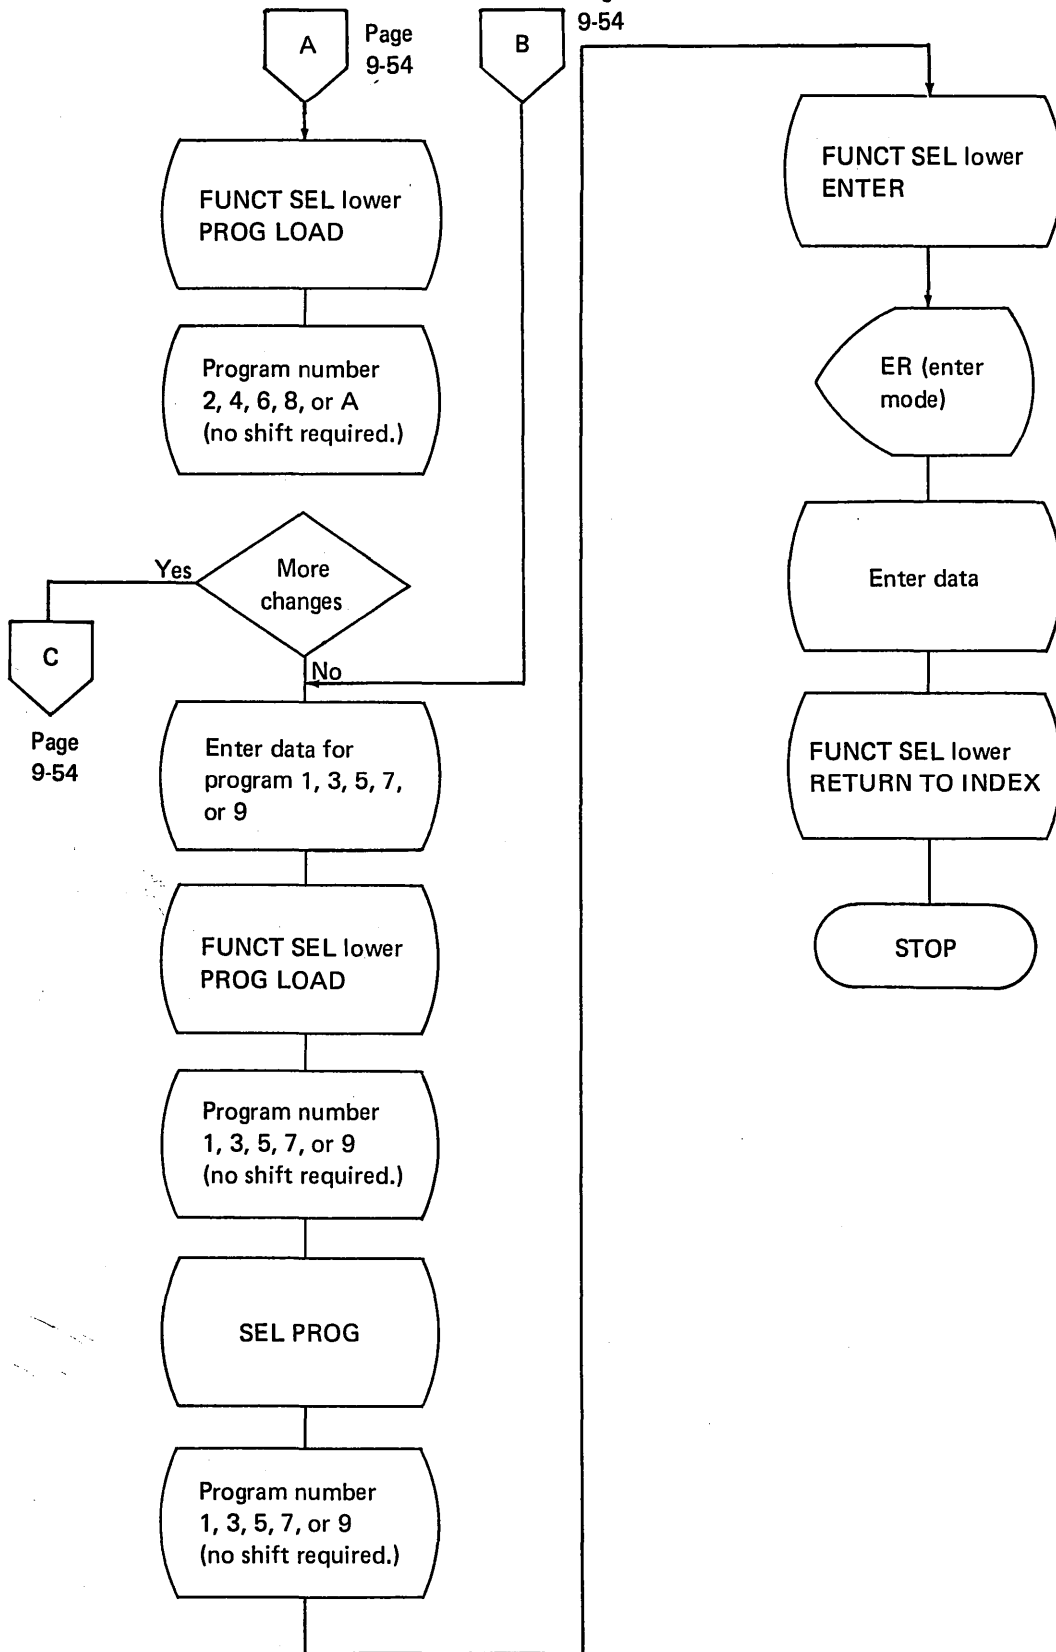 A
Page
9-54
B
9-54
FUNCT SEL lower
PROG LOAD
Program number
2, 4, 6, 8, or A
(no shift required.)
More
changes
Yes
No
C
Page
9-54
Enter data for
program 1, 3, 5, 7,
or 9
FUNCT SEL lower
PROG LOAD
Program number
1, 3, 5, 7, or 9
(no shift required.)
SEL PROG
Program number
1, 3, 5, 7, or 9
(no shift required.)
FUNCT SEL lower
ENTER
ER (enter
mode)
Enter data
FUNCT SEL lower
RETURN TO INDEX
STOP